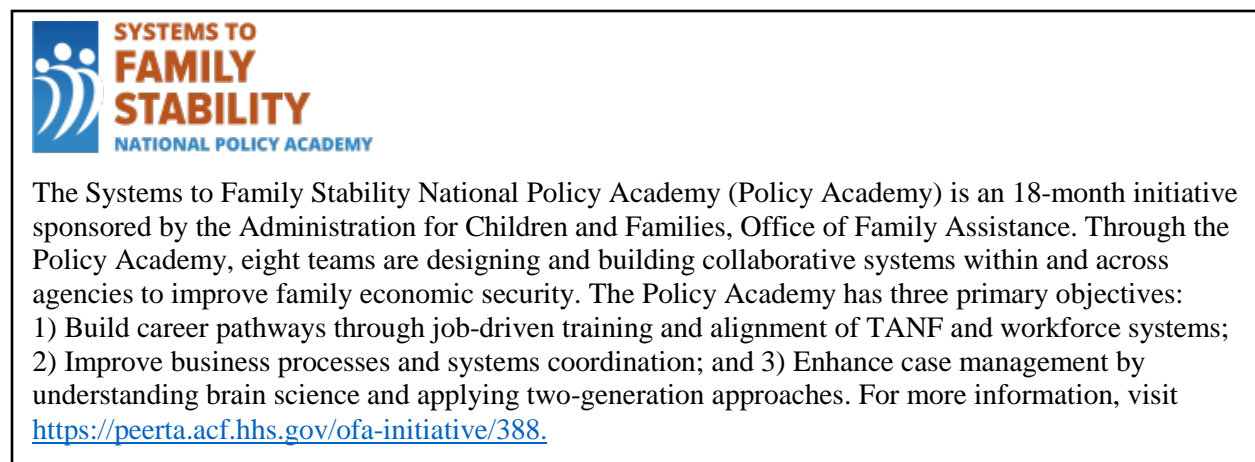 SYSTEMS TO
FAMILY
STABILITY
NATIONAL POLICY ACADEMY
The Systems to Family Stability National Policy Academy (Policy Academy) is an 18-month initiative
sponsored by the Administration for Children and Families, Office of Family Assistance. Through the
Policy Academy, eight teams are designing and building collaborative systems within and across
agencies to improve family economic security. The Policy Academy has three primary objectives:
1) Build career pathways through job-driven training and alignment of TANF and workforce systems;
2) Improve business processes and systems coordination; and 3) Enhance case management by
understanding brain science and applying two-generation approaches. For more information, visit
https://peerta.acf.hhs.gov/ofa-initiative/388.